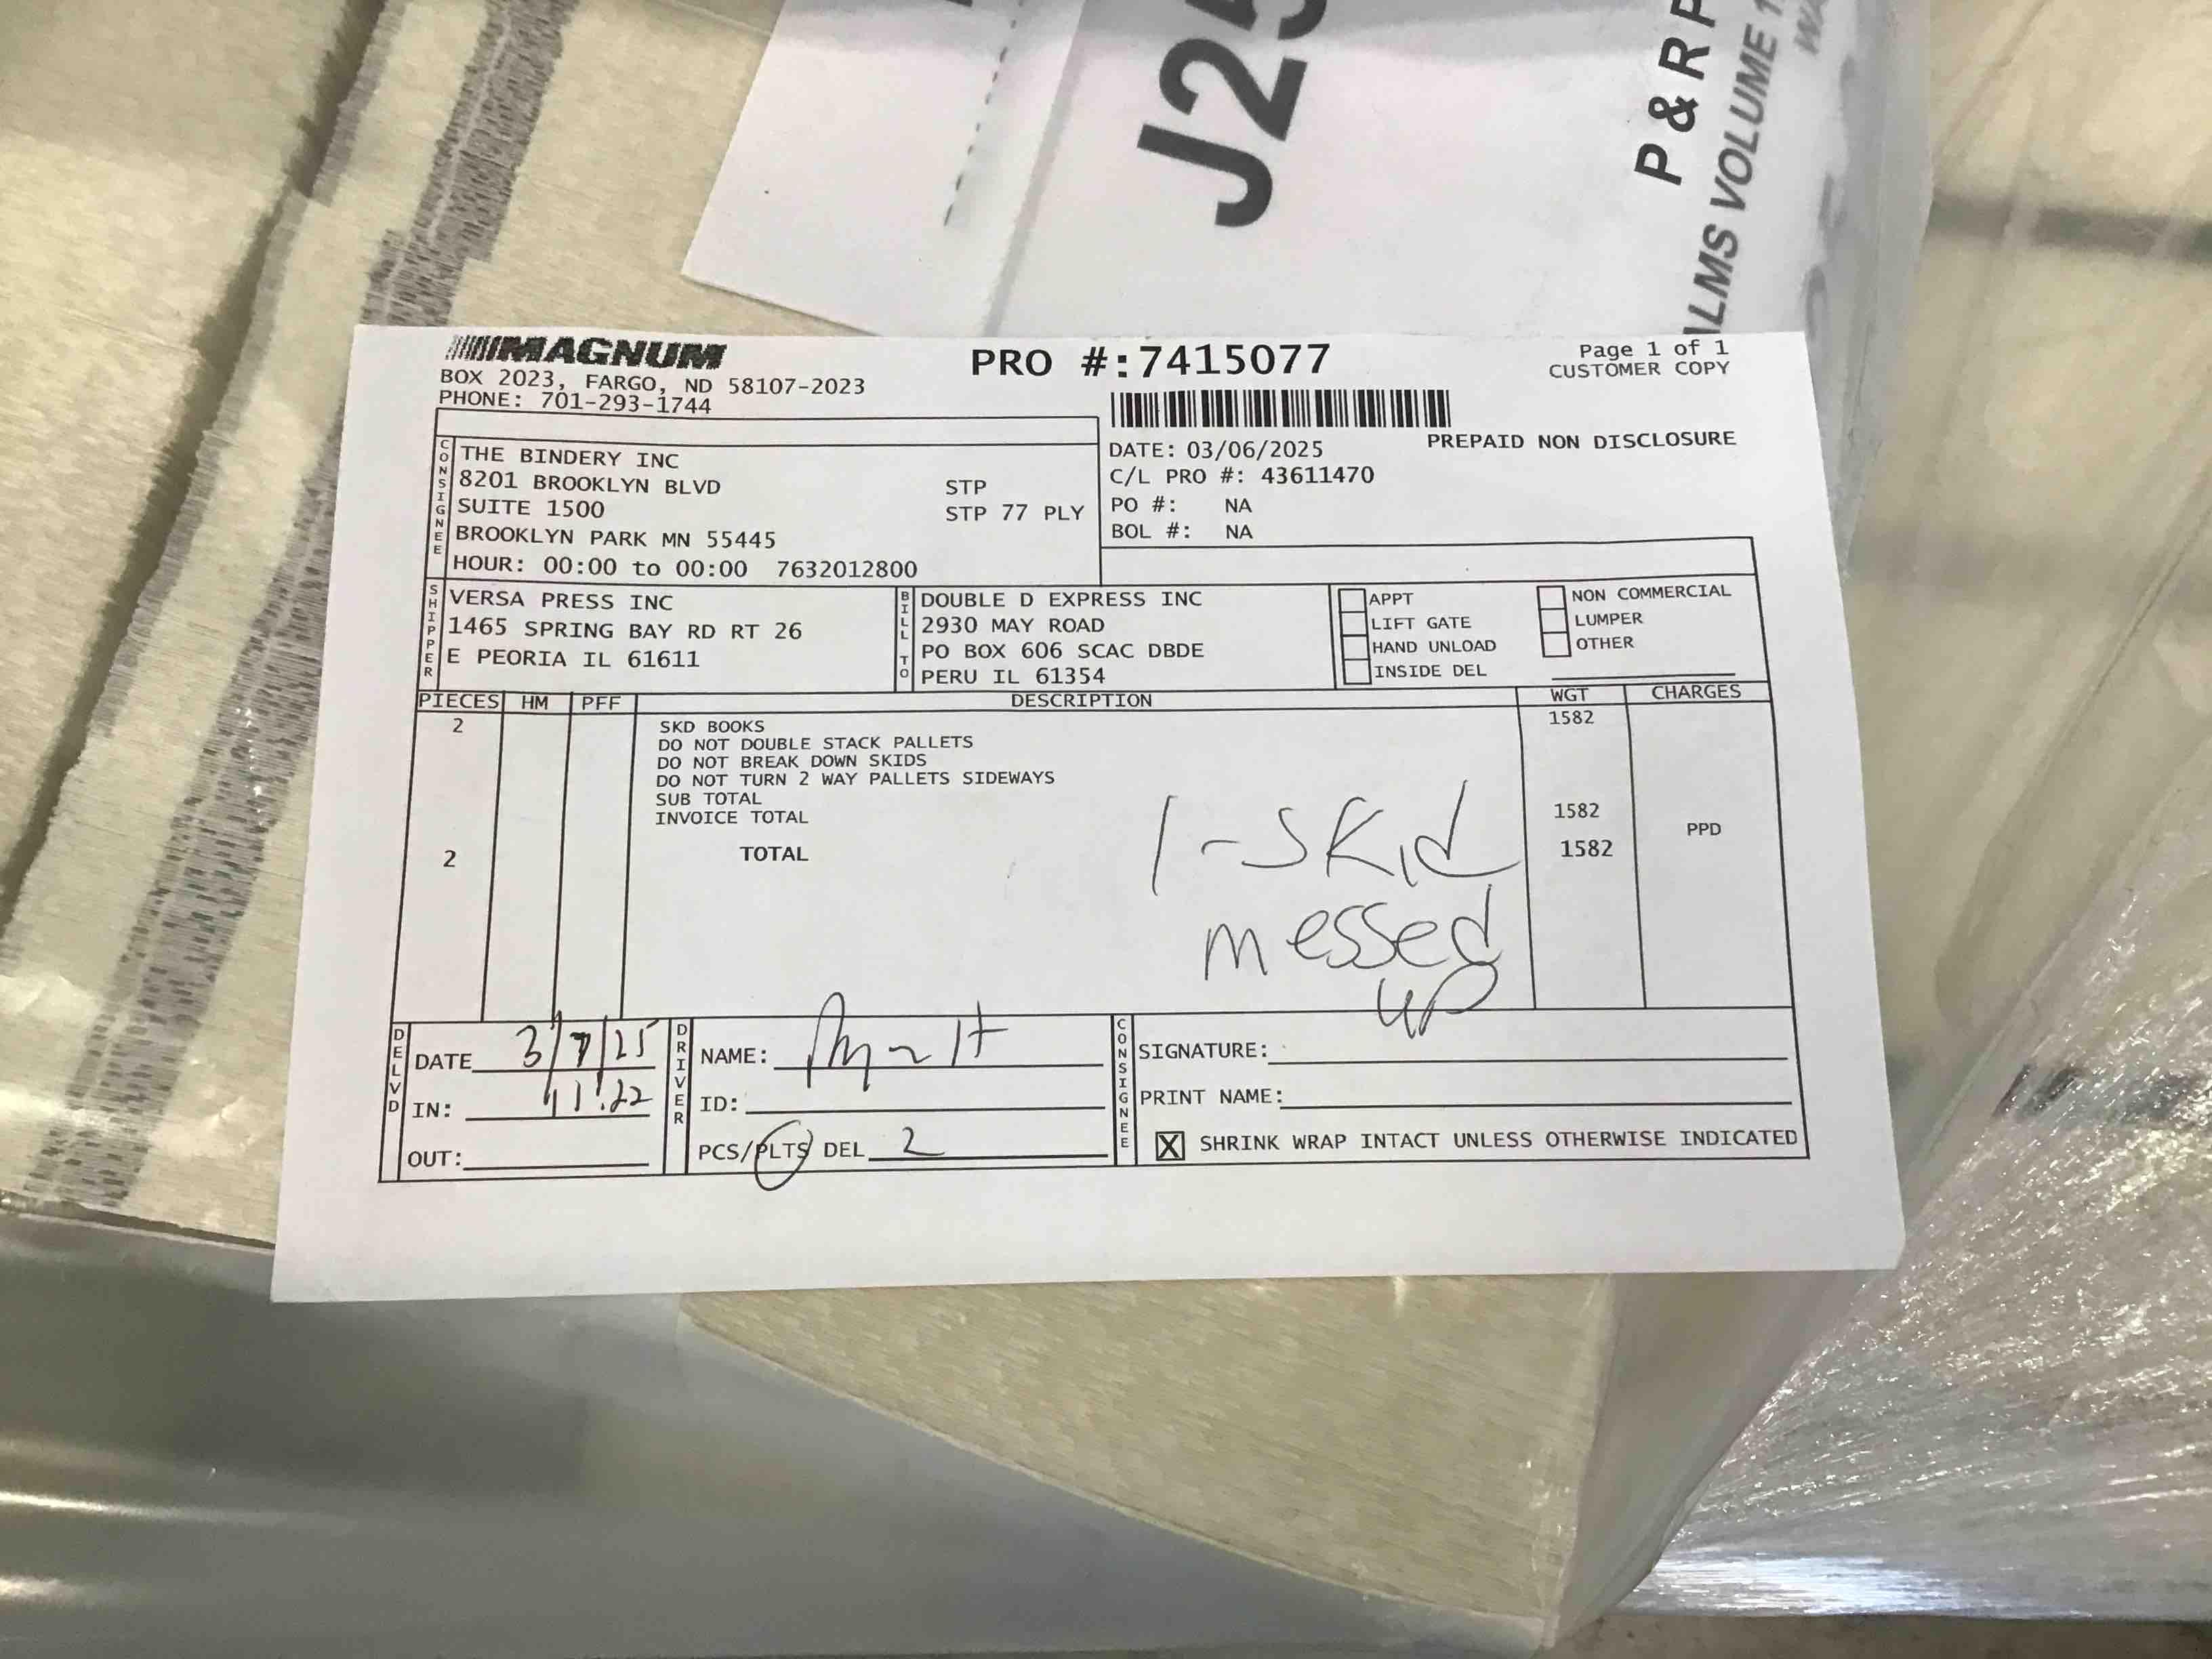 J25
P & R P
ALMS VOLUME 1
MAGNUM
BOX 2023, FARGO, ND 58107-2023
PHONE: 701-293-1744
PRO #:7415077
Page 1 of 1
CUSTOMER COPY
DATE: 03/06/2025
PREPAID NON DISCLOSURE
C/L PRO #: 43611470
PO #: NA
BOL #: NA
CONSIGNEE
THE BINDERY INC
8201 BROOKLYN BLVD STP
SUITE 1500 STP 77 PLY
BROOKLYN PARK MN 55445
HOUR: 00:00 to 00:00 7632012800
SHIPPER
VERSA PRESS INC
1465 SPRING BAY RD RT 26
E PEORIA IL 61611
BILL TO
DOUBLE D EXPRESS INC
2930 MAY ROAD
PO BOX 606 SCAC DBDE
PERU IL 61354
APPT
LIFT GATE
HAND UNLOAD
INSIDE DEL
NON COMMERCIAL
LUMPER
OTHER
PIECES HM PFF DESCRIPTION WGT CHARGES
2 SKD BOOKS 1582
DO NOT DOUBLE STACK PALLETS
DO NOT BREAK DOWN SKIDS
DO NOT TURN 2 WAY PALLETS SIDEWAYS
SUB TOTAL 1582
INVOICE TOTAL PPD
2 TOTAL 1582
1-SKid
messed
up
DELVD
DATE 3/7/25
IN: 11:22
OUT:
DRIVER
NAME:
ID:
PCS/PLTS DEL 2
CONSIGNEE
SIGNATURE:
PRINT NAME:
X SHRINK WRAP INTACT UNLESS OTHERWISE INDICATED